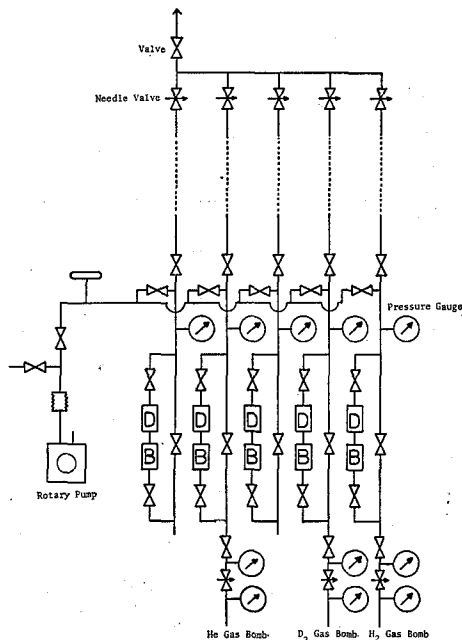 Valve
Needle Valve
Pressure Gauge
D D D D D
B B B B B
Rotary Pump
He Gas Bomb. D₂ Gas Bomb. H₂ Gas Bomb